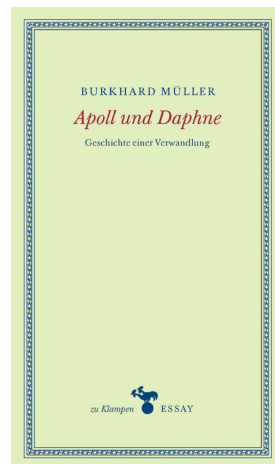 BURKHARD MÜLLER
Apoll und Daphne
Geschichte einer Verwandlung
zu Klampen ESSAY